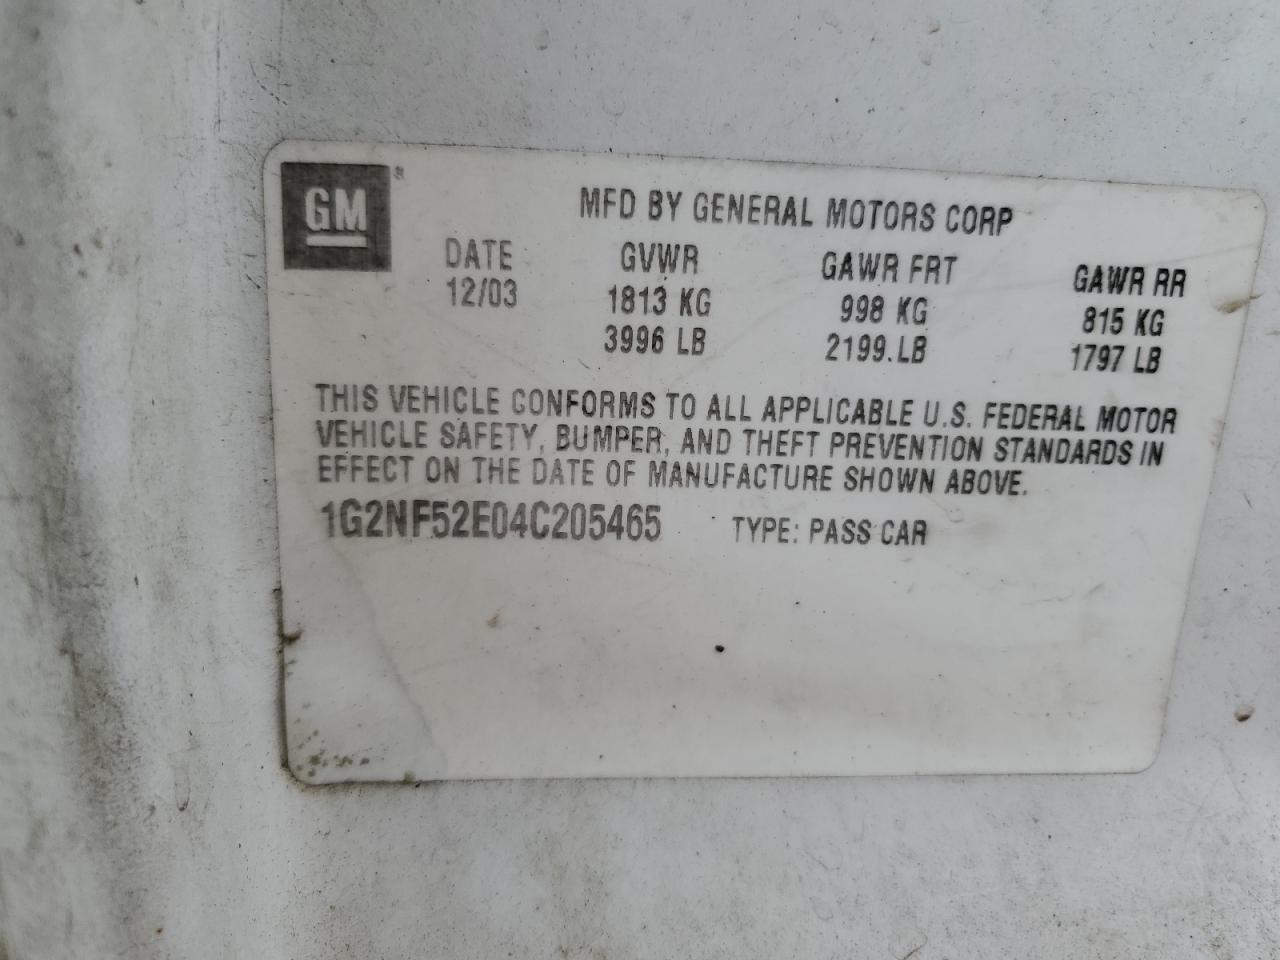 GM®
MFD BY GENERAL MOTORS CORP
DATE GVWR GAWR FRT GAWR RR
12/03 1813 KG 998 KG 815 KG
3996 LB 2199.LB 1797 LB
THIS VEHICLE CONFORMS TO ALL APPLICABLE U.S. FEDERAL MOTOR
VEHICLE SAFETY, BUMPER, AND THEFT PREVENTION STANDARDS IN
EFFECT ON THE DATE OF MANUFACTURE SHOWN ABOVE.
1G2NF52E04C205465 TYPE: PASS CAR